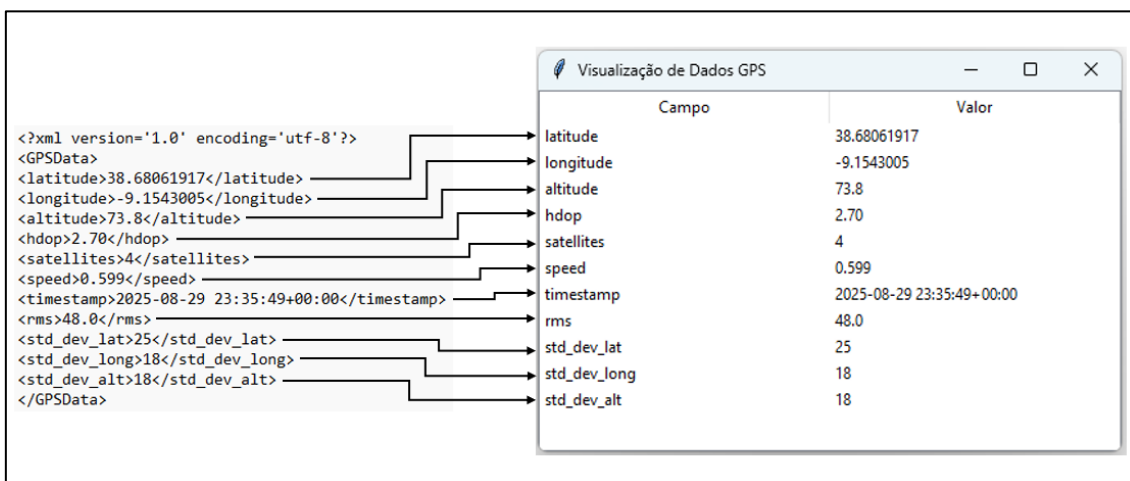 <?xml version='1.0' encoding='utf-8'?>
<GPSData>
<latitude>38.68061917</latitude>
<longitude>-9.1543005</longitude>
<altitude>73.8</altitude>
<hdop>2.70</hdop>
<satellites>4</satellites>
<speed>0.599</speed>
<timestamp>2025-08-29 23:35:49+00:00</timestamp>
<rms>48.0</rms>
<std_dev_lat>25</std_dev_lat>
<std_dev_long>18</std_dev_long>
<std_dev_alt>18</std_dev_alt>
</GPSData>
Visualização de Dados GPS
Campo Valor
latitude 38.68061917
longitude -9.1543005
altitude 73.8
hdop 2.70
satellites 4
speed 0.599
timestamp 2025-08-29 23:35:49+00:00
rms 48.0
std_dev_lat 25
std_dev_long 18
std_dev_alt 18